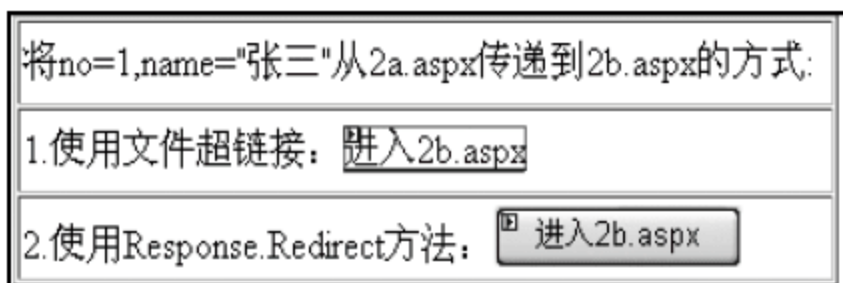 将no=1,name="张三"从2a.aspx传递到2b.aspx的方式:
1.使用文件超链接：进入2b.aspx
2.使用Response.Redirect方法：进入2b.aspx